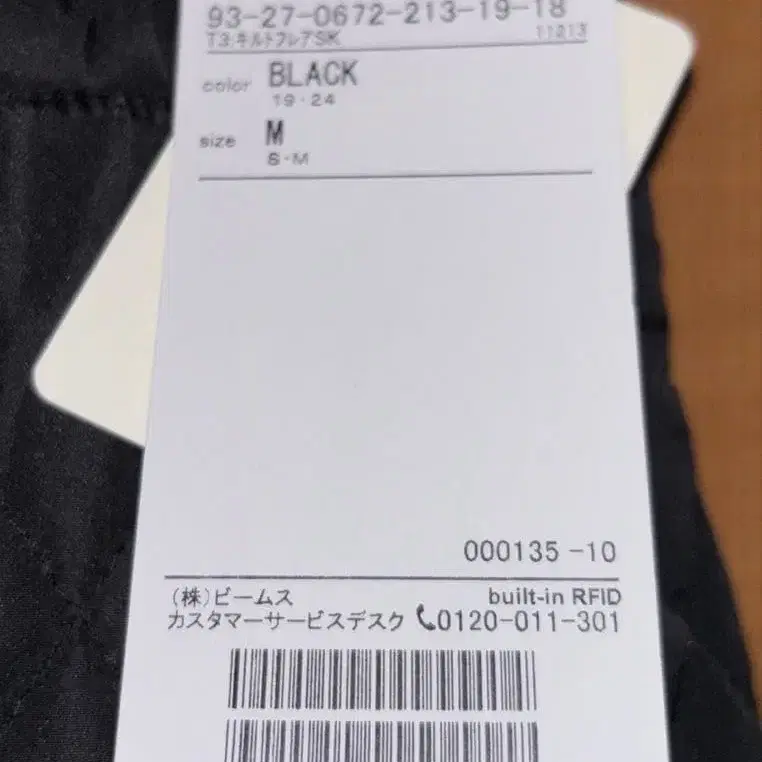 93-27-0672-213-19-18
T3:キルトフレアSK 11213
color BLACK
19・24
size M
S・M
000135 -10
(株)ビームス built-in RFID
カスタマーサービスデスク 0120-011-301